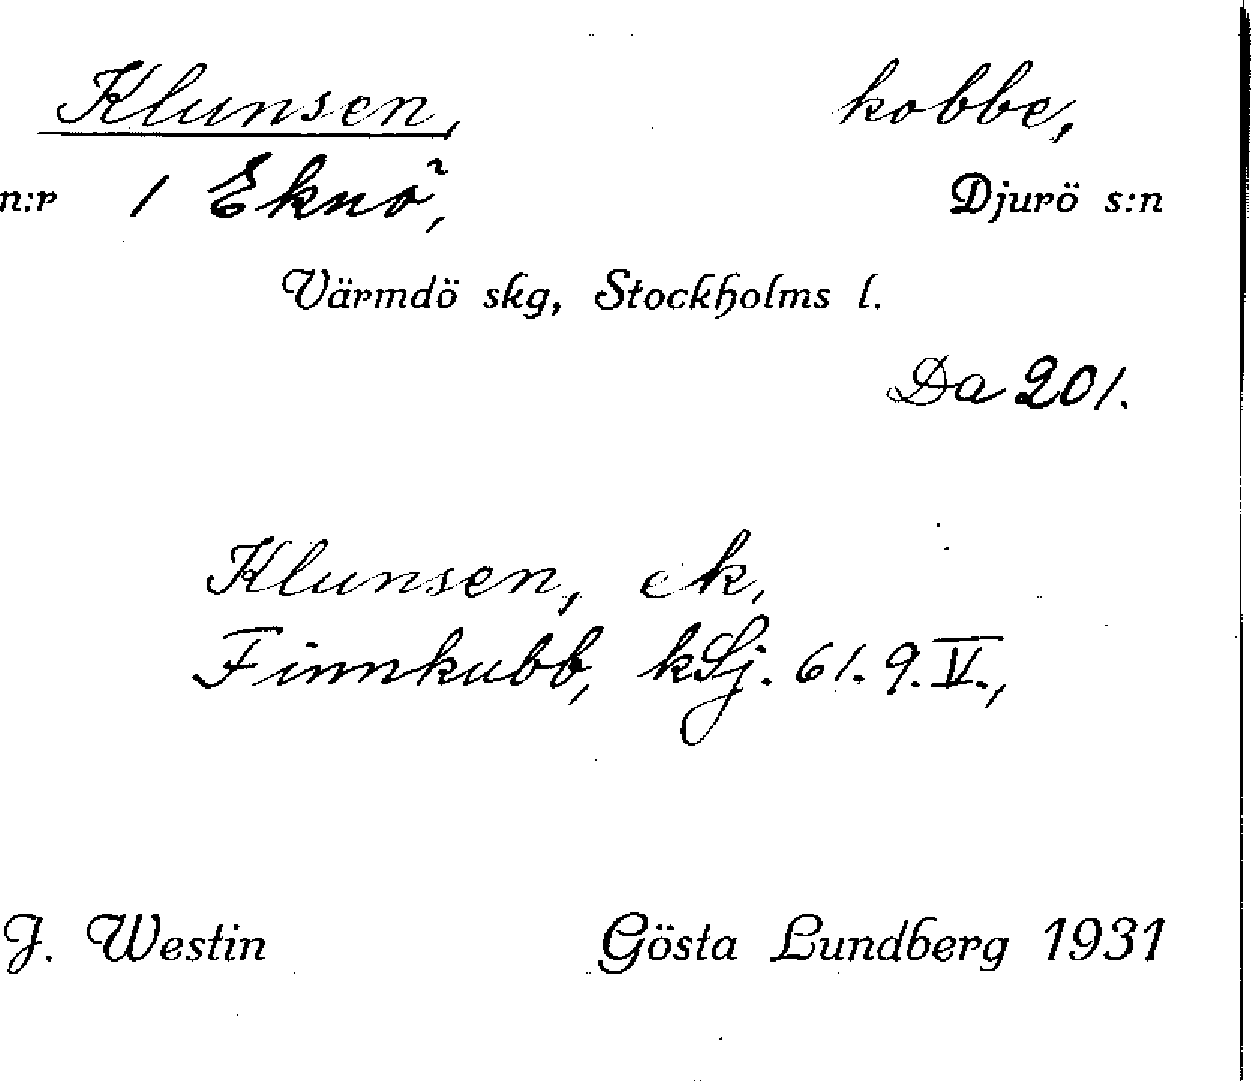 Klunsen, kobbe,
n:r 1 Eknö, Djurö s:n
Värmdö skg, Stockholms l.
Da 201.
Klunsen, ek,
Finnkubb, kSj. 61. 9. V.,
J. Westin Gösta Lundberg 1931